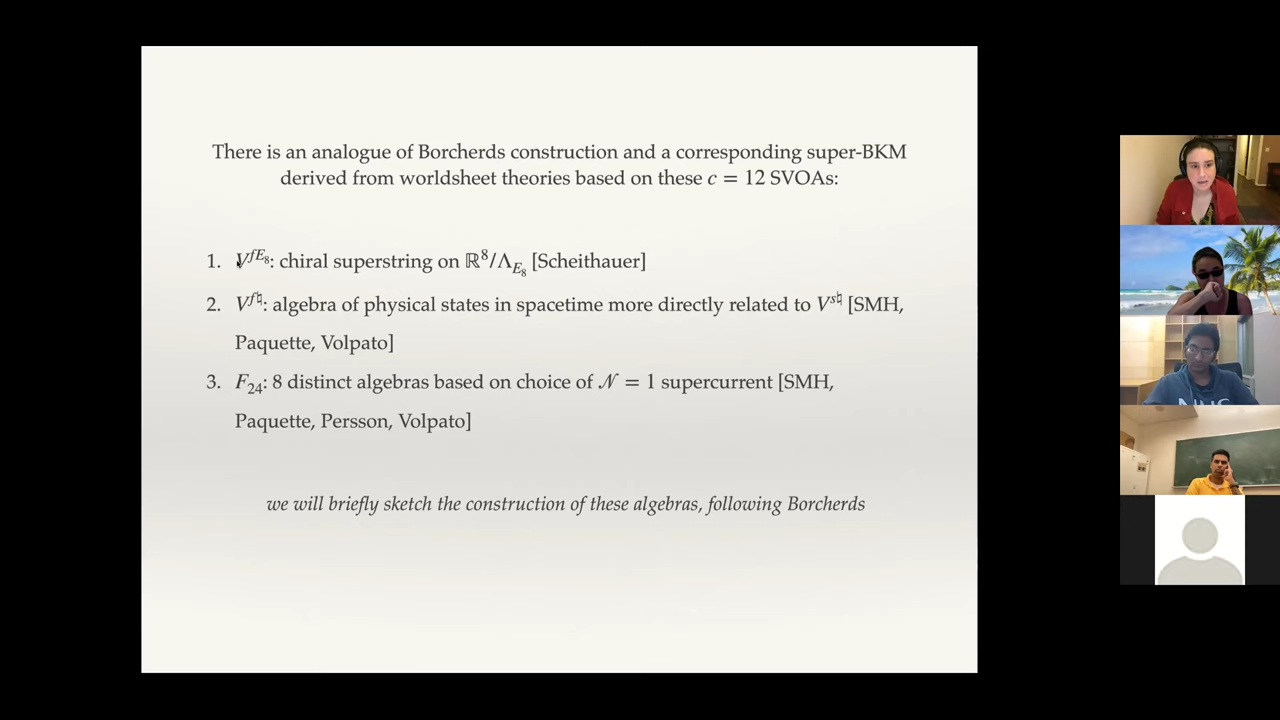 There is an analogue of Borcherds construction and a corresponding super-BKM
derived from worldsheet theories based on these c = 12 SVOAs:
1. V^{fE_8}: chiral superstring on ℝ^8/Λ_{E_8} [Scheithauer]
2. V^{f♮}: algebra of physical states in spacetime more directly related to V^{s♮} [SMH,
Paquette, Volpato]
3. F_{24}: 8 distinct algebras based on choice of 𝒩 = 1 supercurrent [SMH,
Paquette, Persson, Volpato]
we will briefly sketch the construction of these algebras, following Borcherds